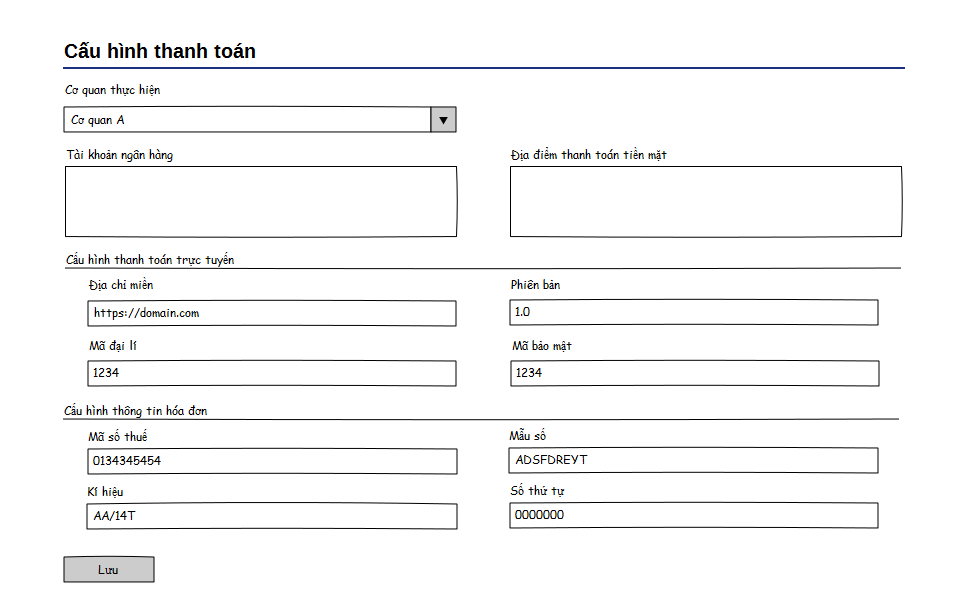 Cấu hình thanh toán
Cơ quan thực hiện
Cơ quan A
Tài khoản ngân hàng
Địa điểm thanh toán tiền mặt
Cấu hình thanh toán trực tuyến
Địa chỉ miền
Phiên bản
https://domain.com
1.0
Mã đại lí
Mã bảo mật
1234
1234
Cấu hình thông tin hóa đơn
Mã số thuế
Mẫu số
0134345454
ADSFDREYT
Kí hiệu
Số thứ tự
AA/14T
0000000
Lưu